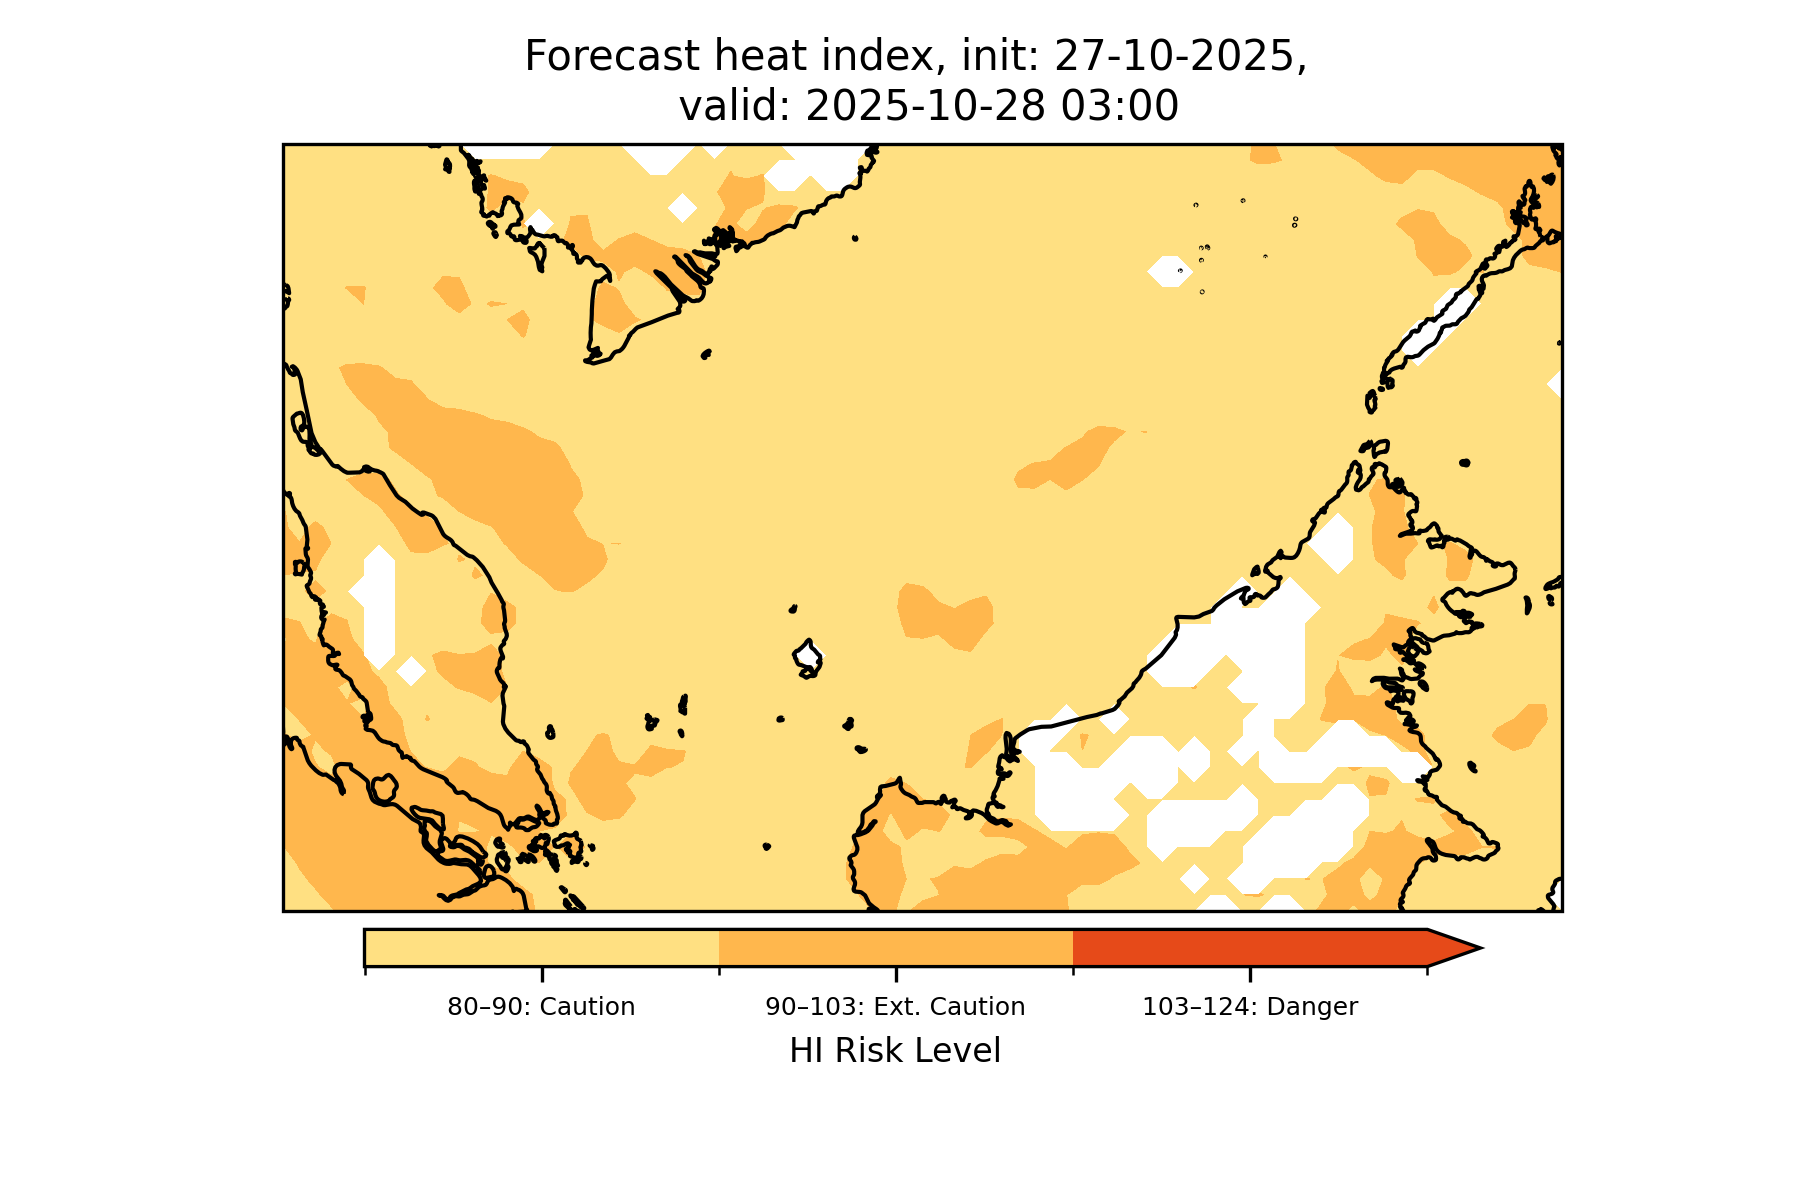 Forecast heat index, init: 27-10-2025,
valid: 2025-10-28 03:00
80–90: Caution
90–103: Ext. Caution
103–124: Danger
HI Risk Level